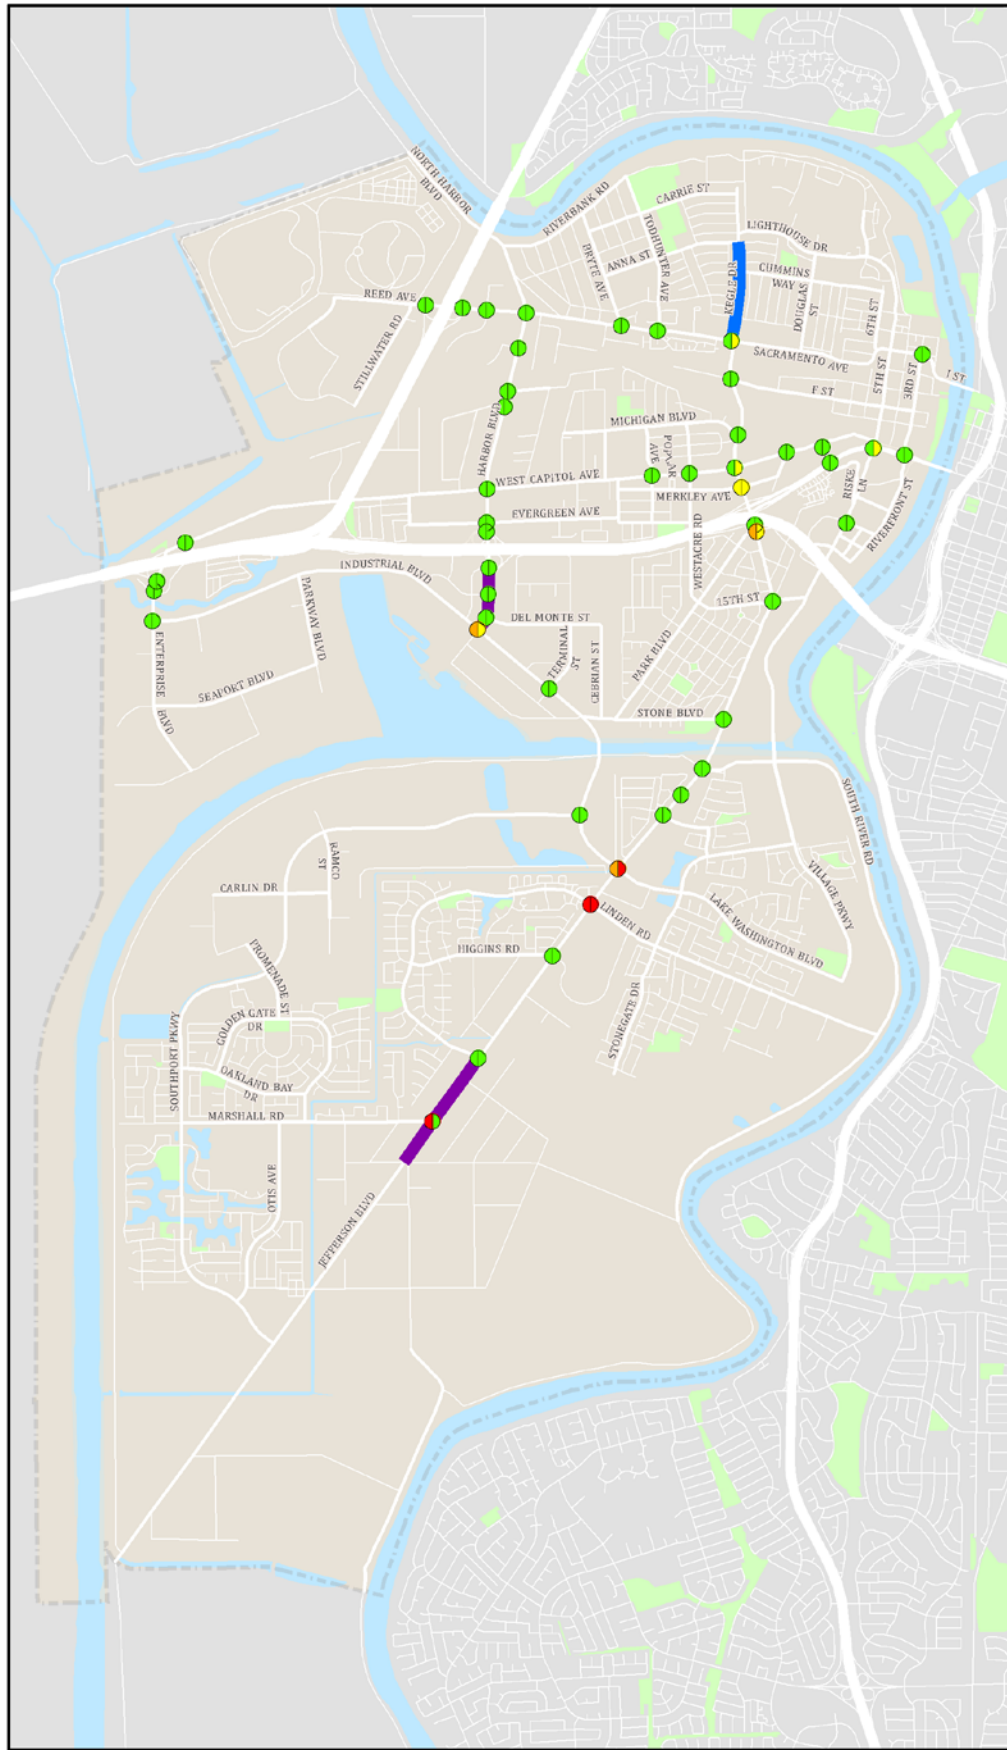 NORTH HARBOR
BLVD
RIVERBANK RD
CARRIE ST
TODHUNTER AVE
BRYTE AVE
ANNA ST
LIGHTHOUSE DR
KEGLE DR
CUMMINS
WAY
DOUGLAS
ST
6TH ST
REED AVE
STILLWATER RD
SACRAMENTO AVE
5TH ST
3RD ST
I ST
F ST
HARBOR BLVD
MICHIGAN BLVD
POPLAR
AVE
WEST CAPITOL AVE
MERKLEY AVE
RISKE
LN
RIVERFRONT ST
EVERGREEN AVE
WESTACRE RD
INDUSTRIAL BLVD
PARKWAY BLVD
15TH ST
DEL MONTE ST
TERMINAL
ST
CEBRIAN ST
PARK BLVD
ENTERPRISE
BLVD
SEAPORT BLVD
STONE BLVD
SOUTH RIVER RD
RAMCO
ST
VILLAGE PKWY
CARLIN DR
LAKE WASHINGTON BLVD
LINDEN RD
HIGGINS RD
PROMENADE ST
STONEGATE DR
GOLDEN GATE
DR
SOUTHPORT PKWY
OAKLAND BAY
DR
MARSHALL RD
OTIS AVE
JEFFERSON BLVD